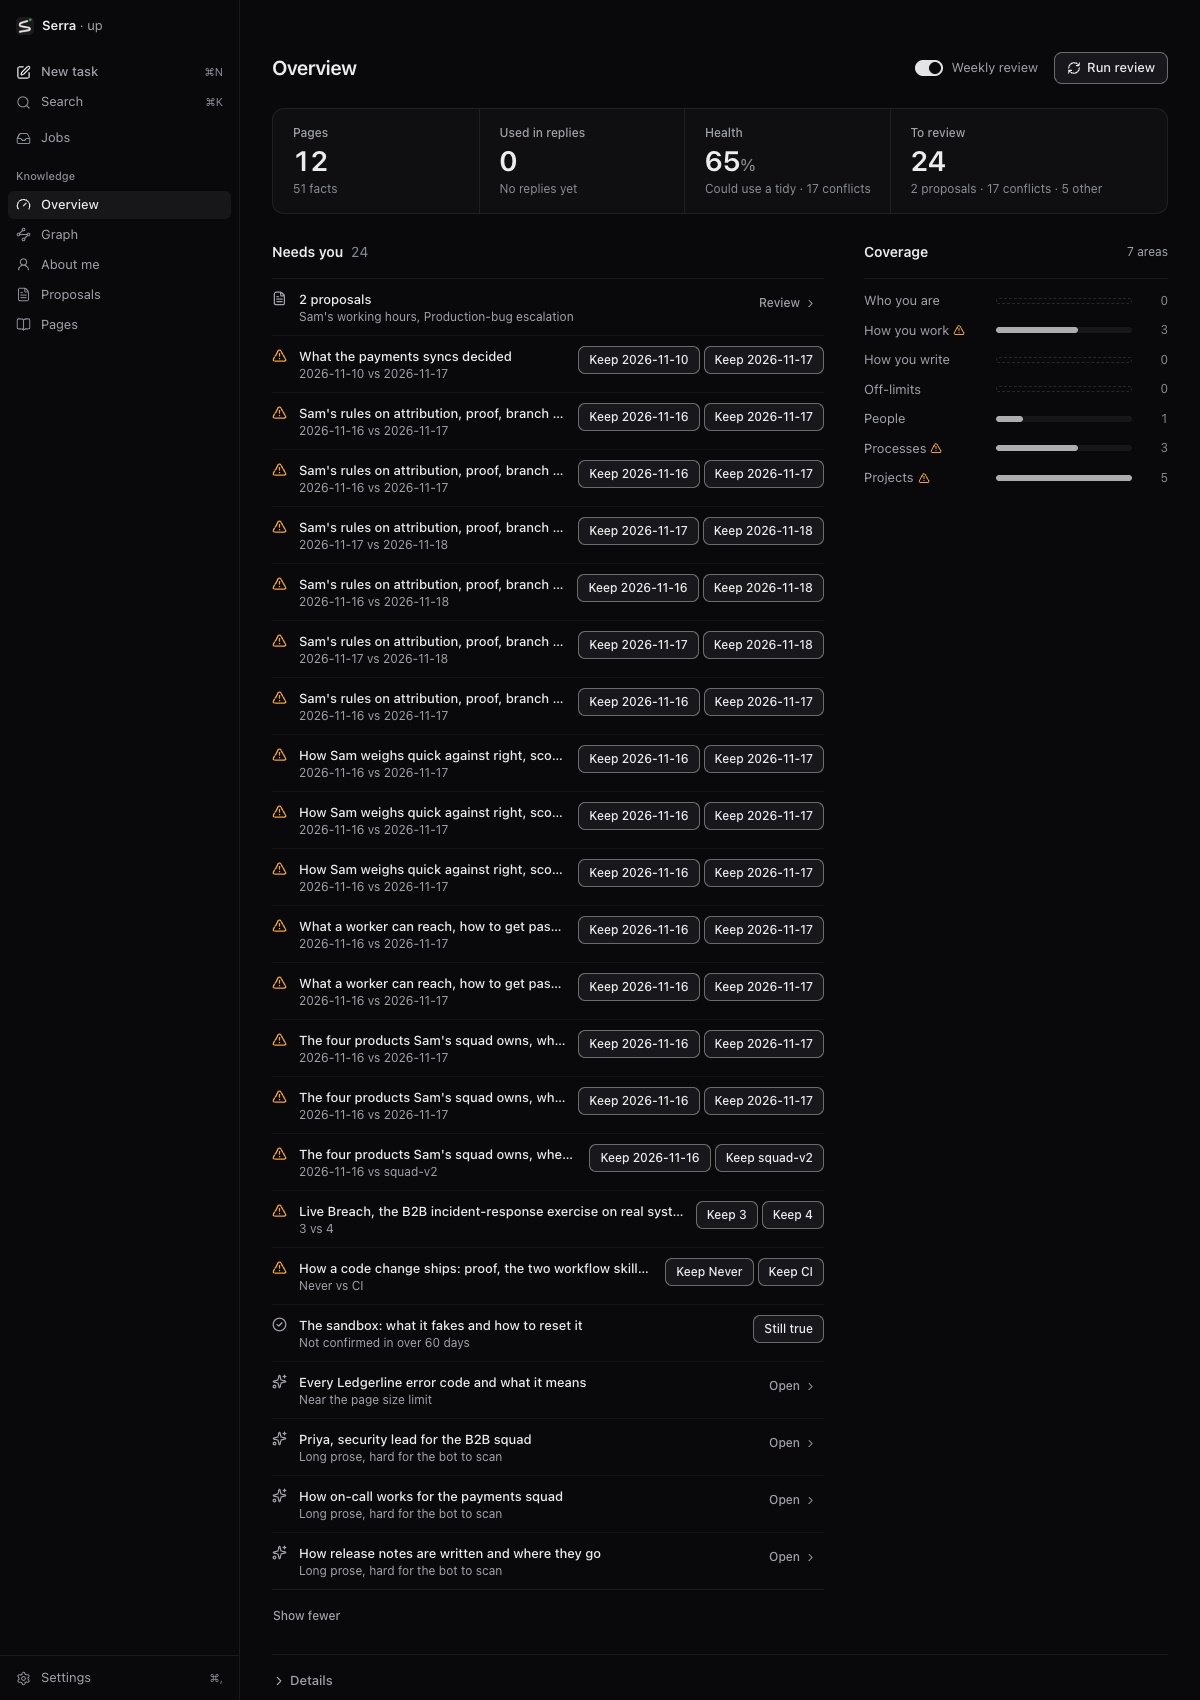 Serra · up
New task ⌘N
Search ⌘K
Jobs
Knowledge
Overview
Graph
About me
Proposals
Pages
Settings ⌘,
Overview
Weekly review
Run review
Pages
12
51 facts
Used in replies
0
No replies yet
Health
65%
Could use a tidy · 17 conflicts
To review
24
2 proposals · 17 conflicts · 5 other
Needs you 24
2 proposals
Sam's working hours, Production-bug escalation
Review
What the payments syncs decided
2026-11-10 vs 2026-11-17
Keep 2026-11-10 Keep 2026-11-17
Sam's rules on attribution, proof, branch ...
2026-11-16 vs 2026-11-17
Keep 2026-11-16 Keep 2026-11-17
Sam's rules on attribution, proof, branch ...
2026-11-16 vs 2026-11-17
Keep 2026-11-16 Keep 2026-11-17
Sam's rules on attribution, proof, branch ...
2026-11-17 vs 2026-11-18
Keep 2026-11-17 Keep 2026-11-18
Sam's rules on attribution, proof, branch ...
2026-11-16 vs 2026-11-18
Keep 2026-11-16 Keep 2026-11-18
Sam's rules on attribution, proof, branch ...
2026-11-17 vs 2026-11-18
Keep 2026-11-17 Keep 2026-11-18
Sam's rules on attribution, proof, branch ...
2026-11-16 vs 2026-11-17
Keep 2026-11-16 Keep 2026-11-17
How Sam weighs quick against right, sco...
2026-11-16 vs 2026-11-17
Keep 2026-11-16 Keep 2026-11-17
How Sam weighs quick against right, sco...
2026-11-16 vs 2026-11-17
Keep 2026-11-16 Keep 2026-11-17
How Sam weighs quick against right, sco...
2026-11-16 vs 2026-11-17
Keep 2026-11-16 Keep 2026-11-17
What a worker can reach, how to get pas...
2026-11-16 vs 2026-11-17
Keep 2026-11-16 Keep 2026-11-17
What a worker can reach, how to get pas...
2026-11-16 vs 2026-11-17
Keep 2026-11-16 Keep 2026-11-17
The four products Sam's squad owns, wh...
2026-11-16 vs 2026-11-17
Keep 2026-11-16 Keep 2026-11-17
The four products Sam's squad owns, wh...
2026-11-16 vs 2026-11-17
Keep 2026-11-16 Keep 2026-11-17
The four products Sam's squad owns, whe...
2026-11-16 vs squad-v2
Keep 2026-11-16 Keep squad-v2
Live Breach, the B2B incident-response exercise on real syst...
3 vs 4
Keep 3 Keep 4
How a code change ships: proof, the two workflow skill...
Never vs CI
Keep Never Keep CI
The sandbox: what it fakes and how to reset it
Not confirmed in over 60 days
Still true
Every Ledgerline error code and what it means
Near the page size limit
Open
Priya, security lead for the B2B squad
Long prose, hard for the bot to scan
Open
How on-call works for the payments squad
Long prose, hard for the bot to scan
Open
How release notes are written and where they go
Long prose, hard for the bot to scan
Open
Show fewer
Details
Coverage 7 areas
Who you are 0
How you work 3
How you write 0
Off-limits 0
People 1
Processes 3
Projects 5